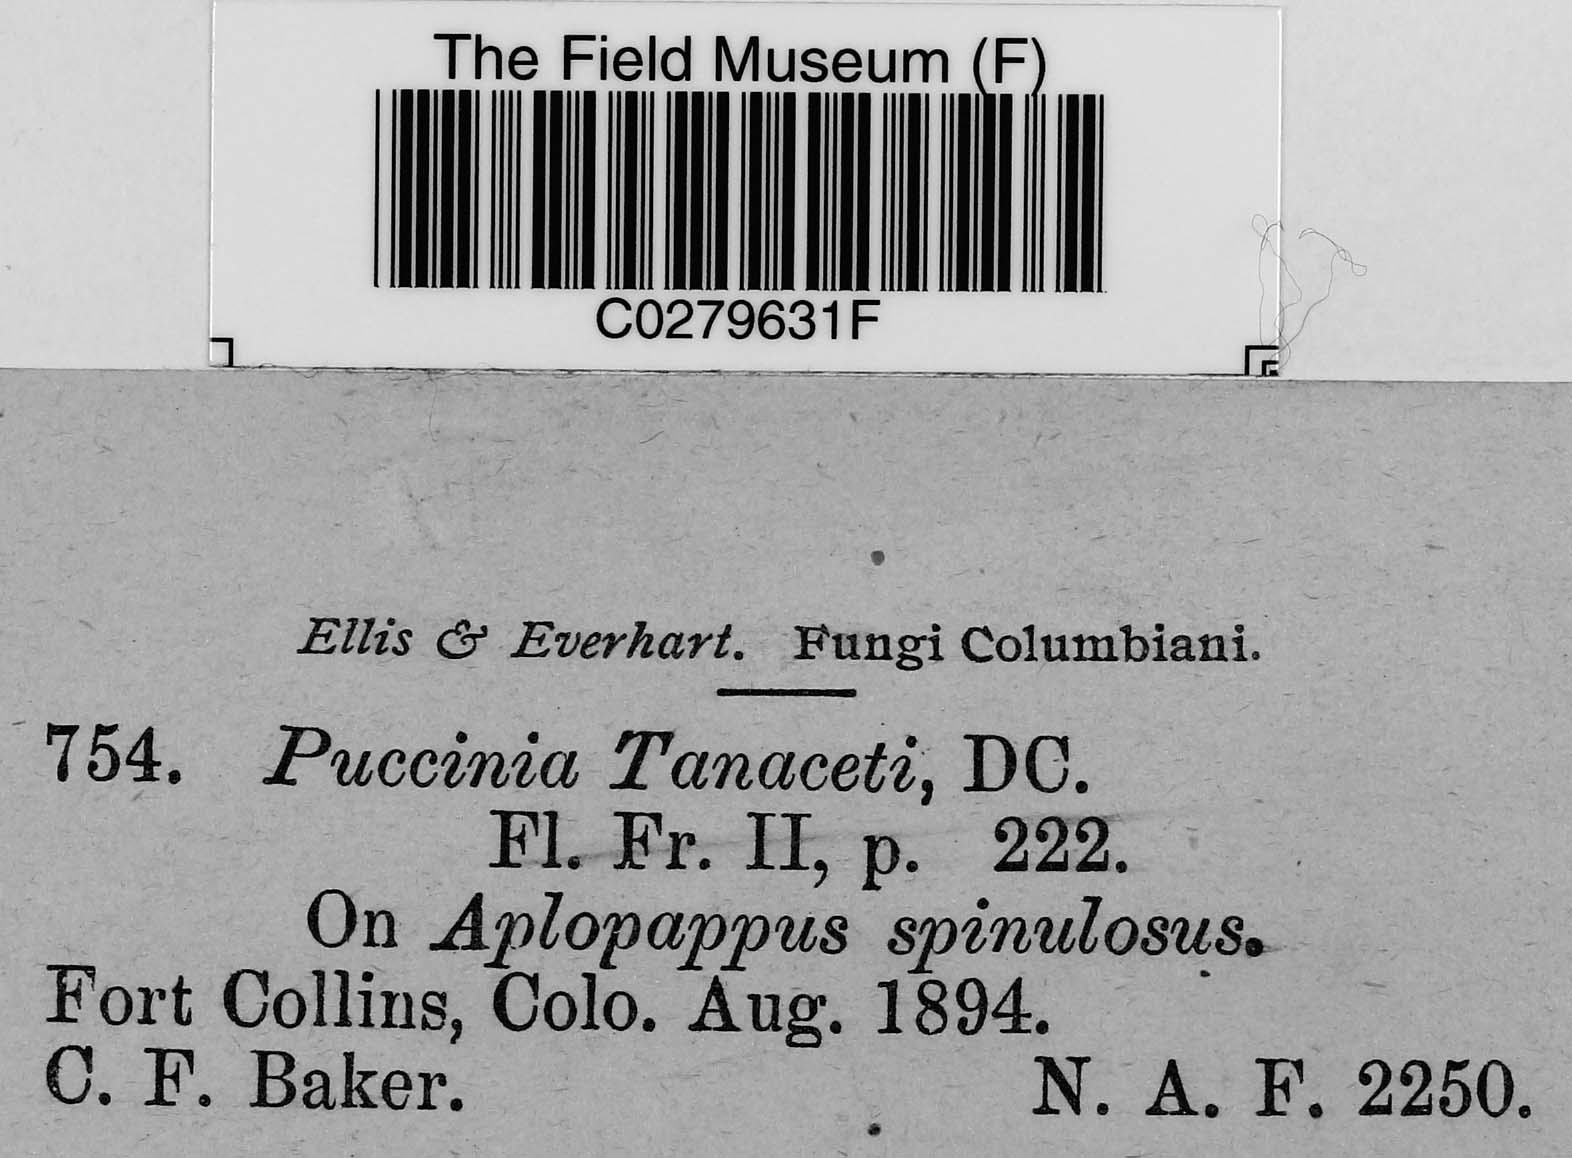 The Field Museum (F)
C0279631F
Ellis & Everhart. Fungi Columbiani.
754. Puccinia Tanaceti, DC.
Fl. Fr. II, p. 222.
On Aplopappus spinulosus.
Fort Collins, Colo. Aug. 1894.
C. F. Baker. N. A. F. 2250.